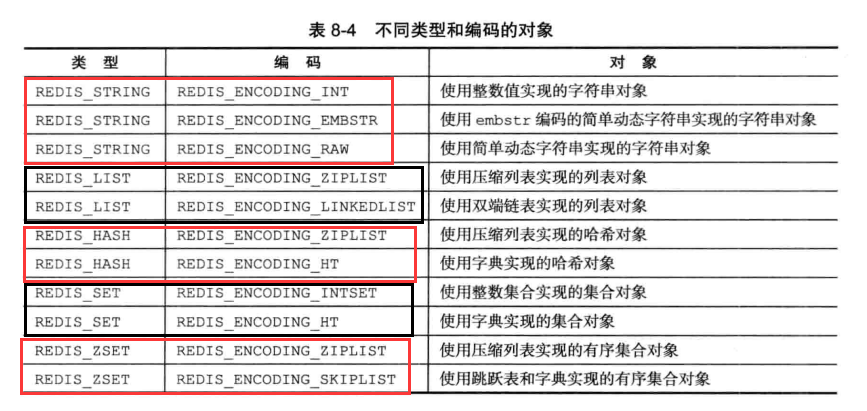 表 8-4 不同类型和编码的对象
类 型 编 码 对 象
REDIS_STRING REDIS_ENCODING_INT 使用整数值实现的字符串对象
REDIS_STRING REDIS_ENCODING_EMBSTR 使用 embstr 编码的简单动态字符串实现的字符串对象
REDIS_STRING REDIS_ENCODING_RAW 使用简单动态字符串实现的字符串对象
REDIS_LIST REDIS_ENCODING_ZIPLIST 使用压缩列表实现的列表对象
REDIS_LIST REDIS_ENCODING_LINKEDLIST 使用双端链表实现的列表对象
REDIS_HASH REDIS_ENCODING_ZIPLIST 使用压缩列表实现的哈希对象
REDIS_HASH REDIS_ENCODING_HT 使用字典实现的哈希对象
REDIS_SET REDIS_ENCODING_INTSET 使用整数集合实现的集合对象
REDIS_SET REDIS_ENCODING_HT 使用字典实现的集合对象
REDIS_ZSET REDIS_ENCODING_ZIPLIST 使用压缩列表实现的有序集合对象
REDIS_ZSET REDIS_ENCODING_SKIPLIST 使用跳跃表和字典实现的有序集合对象